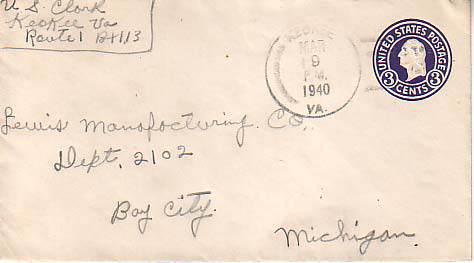 U S Clark
Keokee Va
Route 1 BX 113
KEOKEE
MAR
9
P.M.
1940
VA.
UNITED STATES POSTAGE
3 CENTS 3
Lewis Manofocturing Co,
Dept, 2102
Bay City.
Michigan.